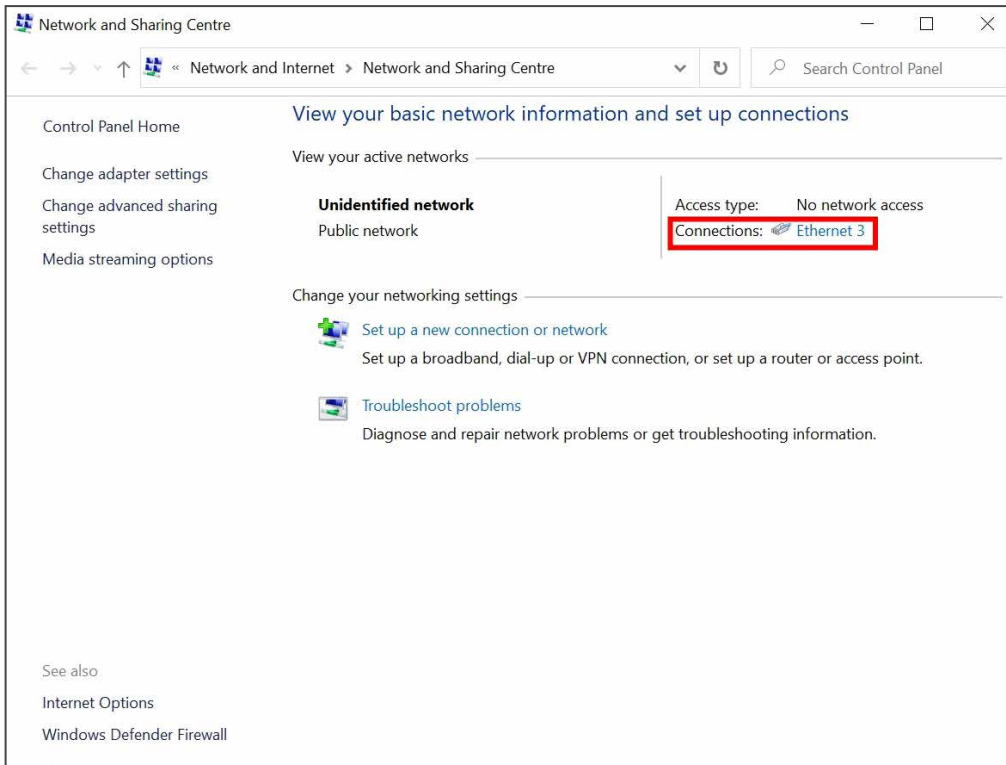 Network and Sharing Centre
« Network and Internet > Network and Sharing Centre
Search Control Panel
Control Panel Home
Change adapter settings
Change advanced sharing
settings
Media streaming options
View your basic network information and set up connections
View your active networks
Unidentified network
Public network
Access type: No network access
Connections: Ethernet 3
Change your networking settings
Set up a new connection or network
Set up a broadband, dial-up or VPN connection, or set up a router or access point.
Troubleshoot problems
Diagnose and repair network problems or get troubleshooting information.
See also
Internet Options
Windows Defender Firewall